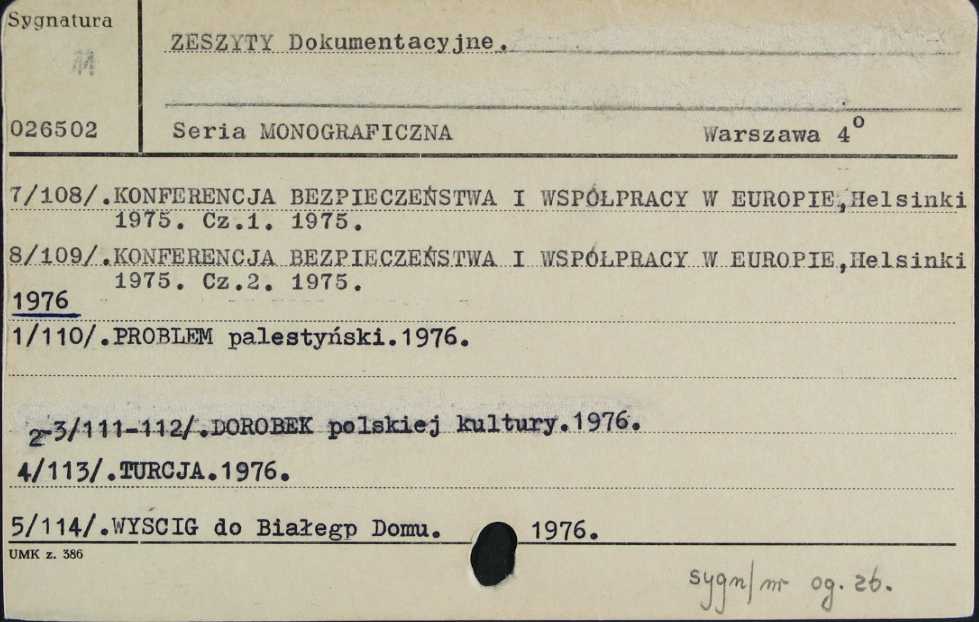 Sygnatura
ZESZYTY Dokumentacyjne.
026502
Seria MONOGRAFICZNA
Warszawa 4°
7/108/.KONFERENCJA BEZPIECZEŃSTWA I WSPÓŁPRACY W EUROPIE,Helsinki
1975. Cz.1. 1975.
8/109/.KONFERENCJA BEZPIECZEŃSTWA I WSPÓŁPRACY W EUROPIE,Helsinki
1975. Cz.2. 1975.
1976
1/110/.PROBLEM palestyński.1976.
2-3/111-112/.DOROBEK polskiej kultury.1976.
4/113/.TURCJA.1976.
5/114/.WYSCIG do Białegp Domu. 1976.
UMK z. 386
sygn/nr og. zb.